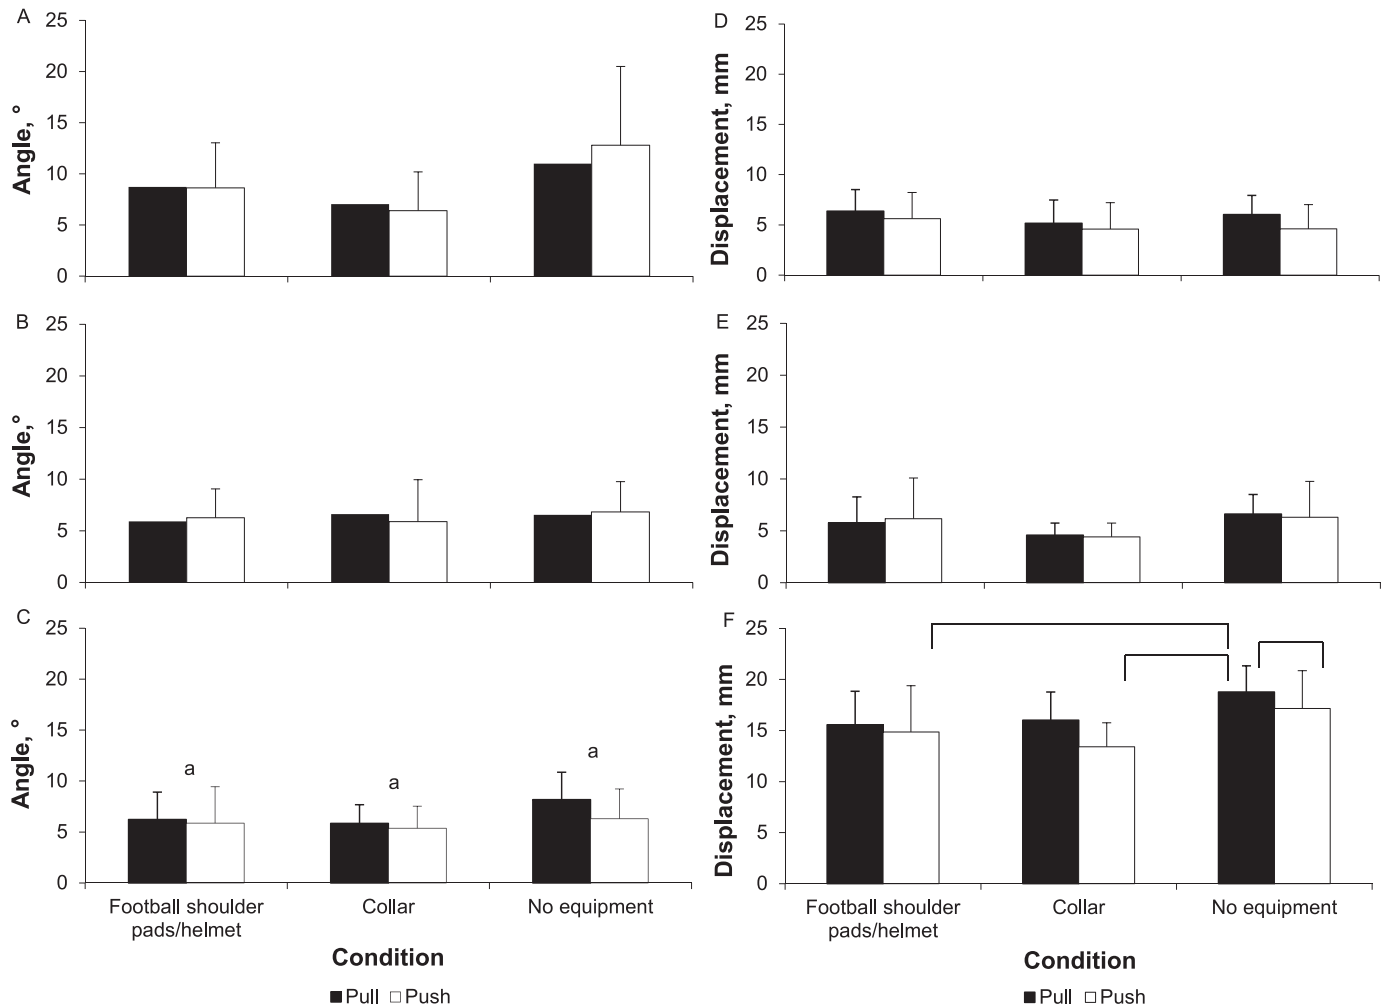 A
25
20
15
10
5
0
Angle, °
B
25
20
15
10
5
0
Angle, °
C
25
20
15
10
5
0
Angle, °
a
a
a
Football shoulder
pads/helmet
Collar
No equipment
Condition
Pull
Push
D
25
20
15
10
5
0
Displacement, mm
E
25
20
15
10
5
0
Displacement, mm
F
25
20
15
10
5
0
Displacement, mm
Football shoulder
pads/helmet
Collar
No equipment
Condition
Pull
Push